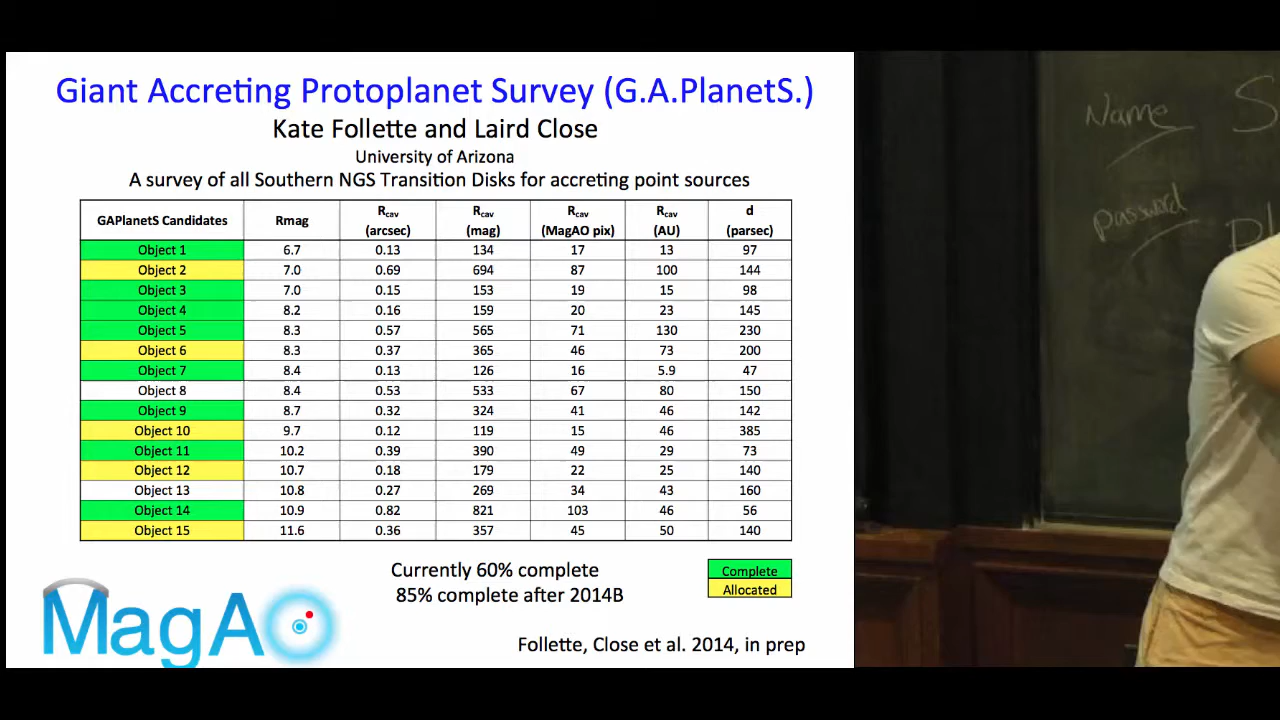 Giant Accreting Protoplanet Survey (G.A.PlanetS.)
Kate Follette and Laird Close
University of Arizona
A survey of all Southern NGS Transition Disks for accreting point sources
GAPlanetS Candidates Rmag Rcav (arcsec) Rcav (mag) Rcav (MagAO pix) Rcav (AU) d (parsec)
Object 1 6.7 0.13 134 17 13 97
Object 2 7.0 0.69 694 87 100 144
Object 3 7.0 0.15 153 19 15 98
Object 4 8.2 0.16 159 20 23 145
Object 5 8.3 0.57 565 71 130 230
Object 6 8.3 0.37 365 46 73 200
Object 7 8.4 0.13 126 16 5.9 47
Object 8 8.4 0.53 533 67 80 150
Object 9 8.7 0.32 324 41 46 142
Object 10 9.7 0.12 119 15 46 385
Object 11 10.2 0.39 390 49 29 73
Object 12 10.7 0.18 179 22 25 140
Object 13 10.8 0.27 269 34 43 160
Object 14 10.9 0.82 821 103 46 56
Object 15 11.6 0.36 357 45 50 140
Currently 60% complete
85% complete after 2014B
Complete
Allocated
MagAO
Follette, Close et al. 2014, in prep
Name
password